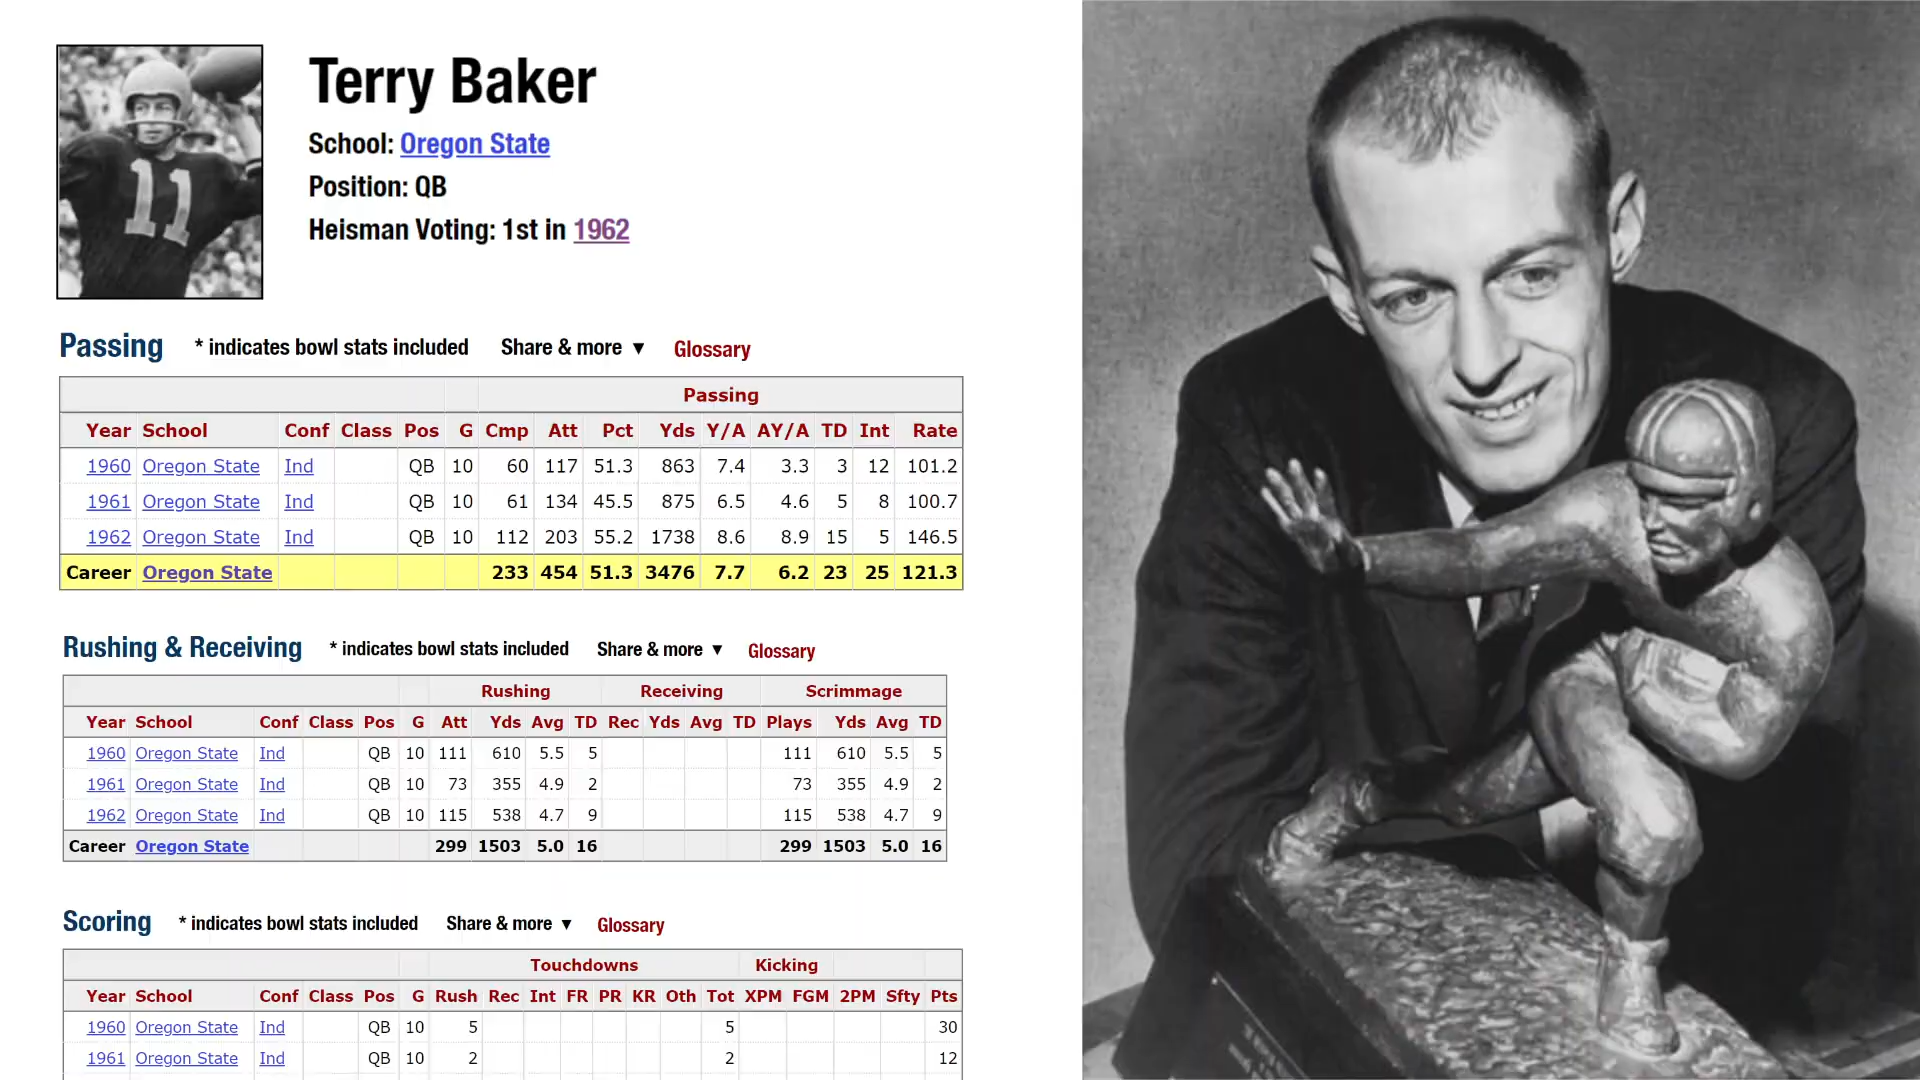 Terry Baker
School: Oregon State
Position: QB
Heisman Voting: 1st in 1962
11
Passing * indicates bowl stats included Share & more ▼ Glossary
Passing
Year School Conf Class Pos G Cmp Att Pct Yds Y/A AY/A TD Int Rate
1960 Oregon State Ind QB 10 60 117 51.3 863 7.4 3.3 3 12 101.2
1961 Oregon State Ind QB 10 61 134 45.5 875 6.5 4.6 5 8 100.7
1962 Oregon State Ind QB 10 112 203 55.2 1738 8.6 8.9 15 5 146.5
Career Oregon State 233 454 51.3 3476 7.7 6.2 23 25 121.3
Rushing & Receiving * indicates bowl stats included Share & more ▼ Glossary
Rushing Receiving Scrimmage
Year School Conf Class Pos G Att Yds Avg TD Rec Yds Avg TD Plays Yds Avg TD
1960 Oregon State Ind QB 10 111 610 5.5 5 111 610 5.5 5
1961 Oregon State Ind QB 10 73 355 4.9 2 73 355 4.9 2
1962 Oregon State Ind QB 10 115 538 4.7 9 115 538 4.7 9
Career Oregon State 299 1503 5.0 16 299 1503 5.0 16
Scoring * indicates bowl stats included Share & more ▼ Glossary
Touchdowns Kicking
Year School Conf Class Pos G Rush Rec Int FR PR KR Oth Tot XPM FGM 2PM Sfty Pts
1960 Oregon State Ind QB 10 5 5 30
1961 Oregon State Ind QB 10 2 2 12